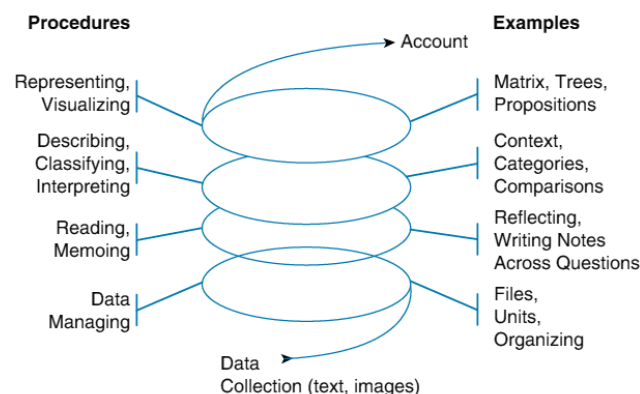 Procedures
Examples
Account
Representing,
Visualizing
Matrix, Trees,
Propositions
Describing,
Classifying,
Interpreting
Context,
Categories,
Comparisons
Reading,
Memoing
Reflecting,
Writing Notes
Across Questions
Data
Managing
Files,
Units,
Organizing
Data
Collection (text, images)